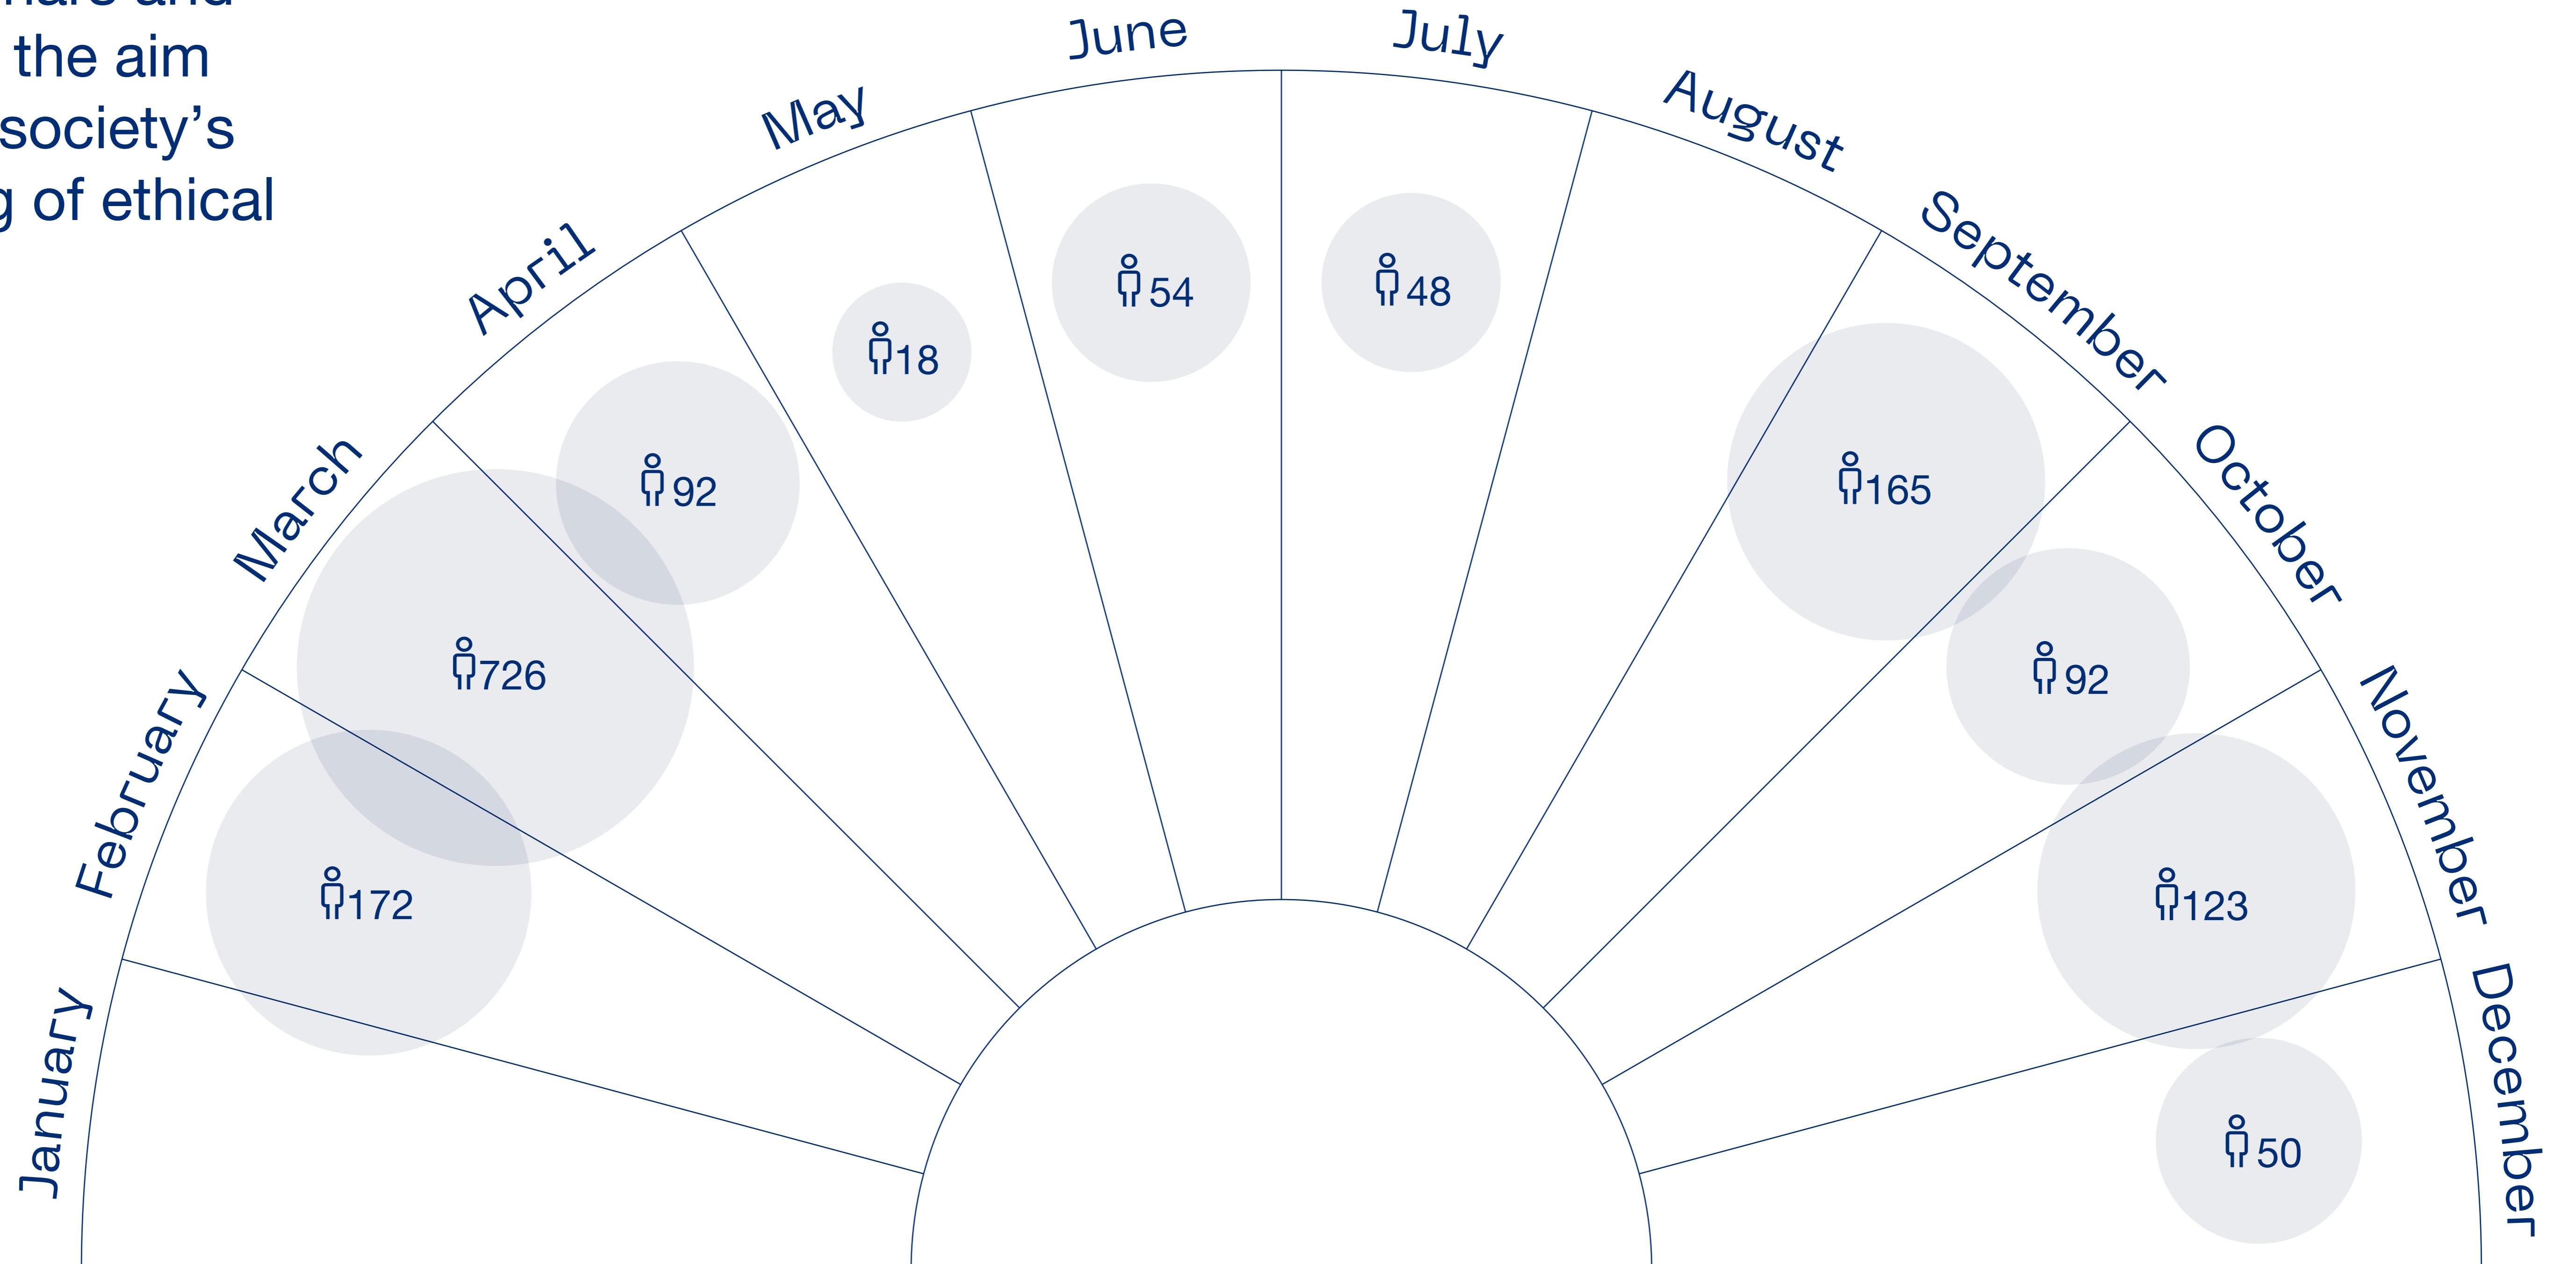 the aim
society’s
of ethical
January
February
March
April
May
June
July
August
September
October
November
December
172
726
92
18
54
48
165
92
123
50